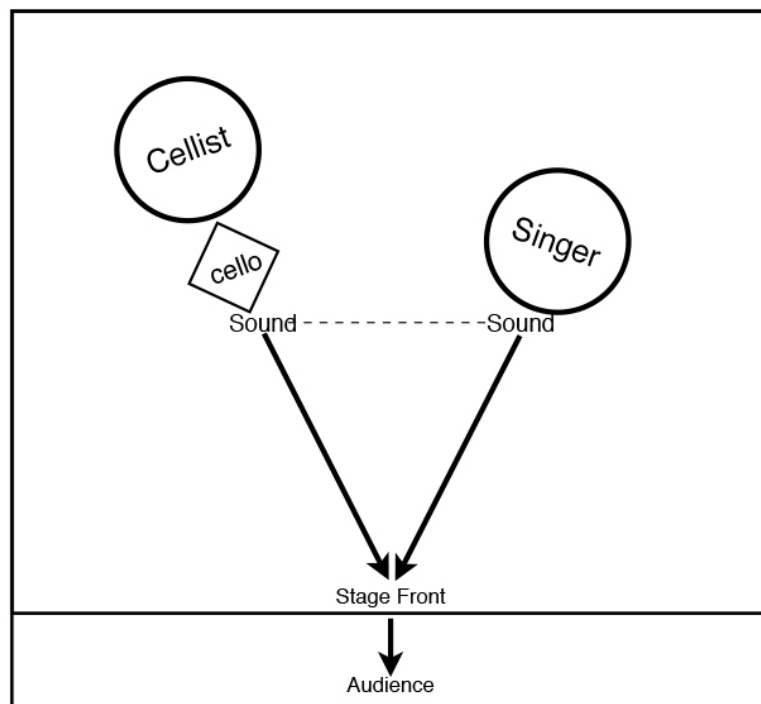 Cellist
Singer
cello
Sound
Sound
Stage Front
Audience